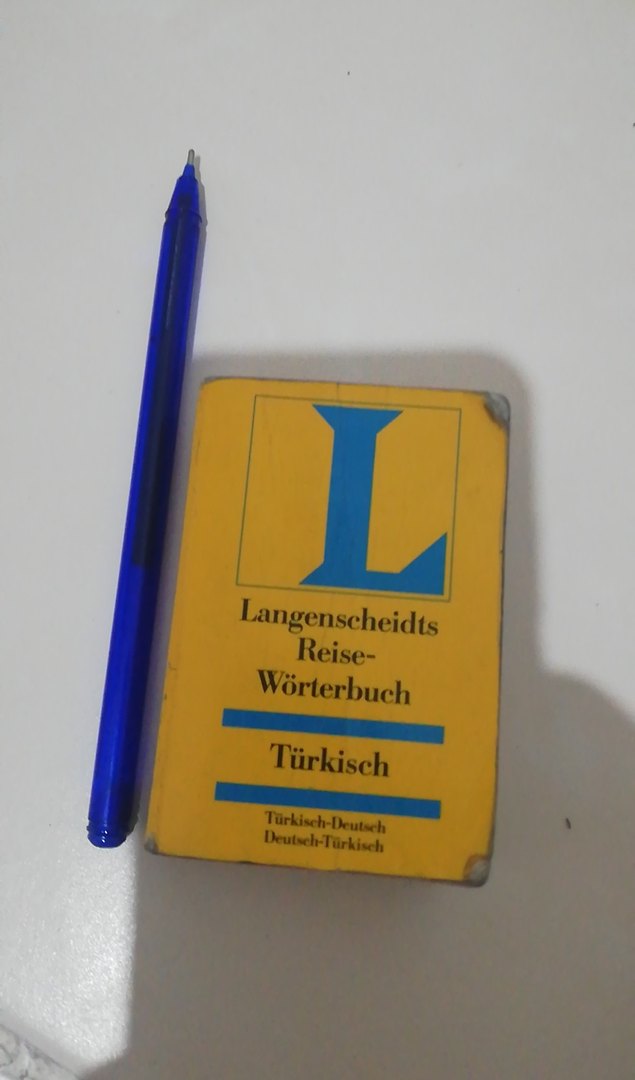 L
Langenscheidts
Reise-
Wörterbuch
Türkisch
Türkisch-Deutsch
Deutsch-Türkisch